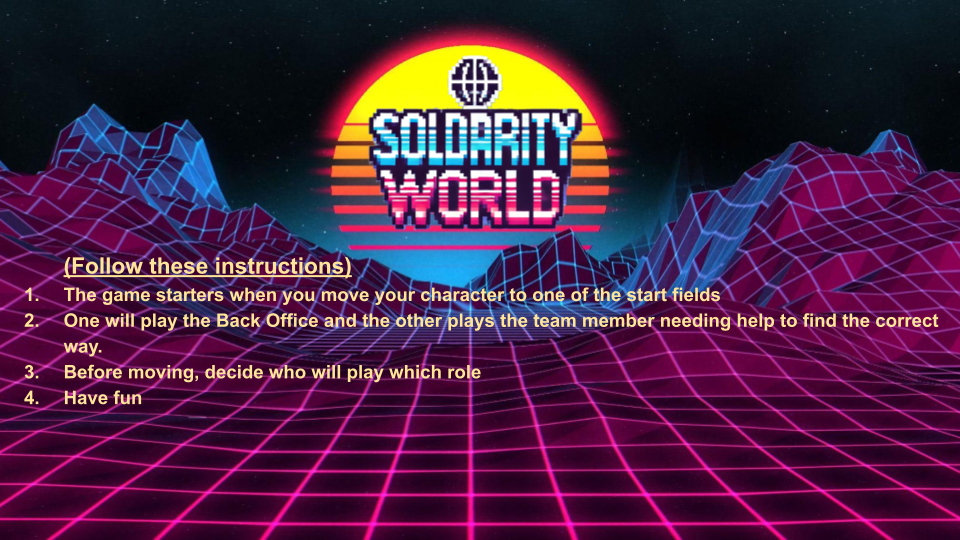 SOLDARITY
WORLD
(Follow these instructions)
1. The game starters when you move your character to one of the start fields
2. One will play the Back Office and the other plays the team member needing help to find the correct
way.
3. Before moving, decide who will play which role
4. Have fun